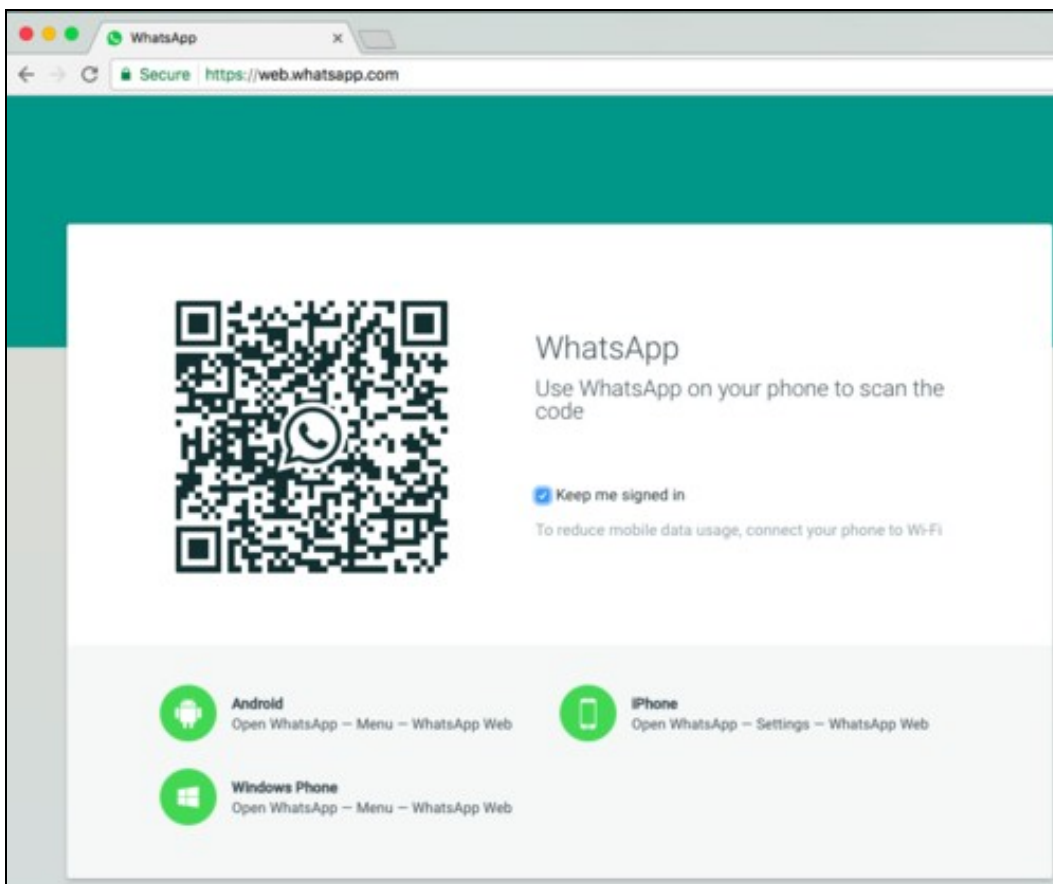 WhatsApp
Secure https://web.whatsapp.com
WhatsApp
Use WhatsApp on your phone to scan the
code
Keep me signed in
To reduce mobile data usage, connect your phone to Wi-Fi
Android
Open WhatsApp — Menu — WhatsApp Web
iPhone
Open WhatsApp — Settings — WhatsApp Web
Windows Phone
Open WhatsApp — Menu — WhatsApp Web